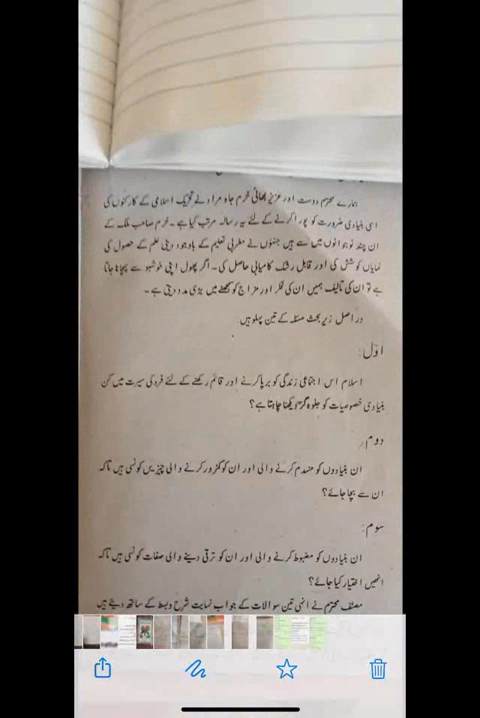 ہمارے محترم دوست اور عزیز بھائی خرم جاہ مراد نے تحریک اسلامی کے کارکنوں کی
اسی بنیادی ضرورت کو پورا کرنے کے لئے یہ رسالہ مرتب کیا ہے ۔ خرم صاحب ملک کے
ان چند نوجوانوں میں سے ہیں جنہوں نے مغربی تعلیم کے باوجود دینی علم کے حصول کی
نمایاں کوشش کی اور قابلِ رشک کامیابی حاصل کی ۔ اگر پھول اپنی خوشبو سے پہچانا جاتا
ہے تو ان کی تالیف ہمیں ان کی فکر اور مزاج کو سمجھنے میں بڑی مدد دیتی ہے ۔
در اصل زیرِ بحث مسئلہ کے تین پہلو ہیں
اوّل:
اسلام اس اجتماعی زندگی کو برپا کرنے اور قائم رکھنے کے لئے فرد کی سیرت میں کن
بنیادی خصوصیات کو جلوہ گر دیکھنا چاہتا ہے؟
دوم:
ان بنیادوں کو منہدم کرنے والی اور ان کو کمزور کرنے والی چیزیں کونسی ہیں تاکہ
ان سے بچا جائے؟
سوم:
ان بنیادوں کو مضبوط کرنے والی اور ان کو ترقی دینے والی صفات کونسی ہیں تاکہ
انھیں اختیار کیا جائے؟
مصنف محترم نے انہی تین سوالات کے جواب نہایت شرح وبسط کے ساتھ دیئے ہیں